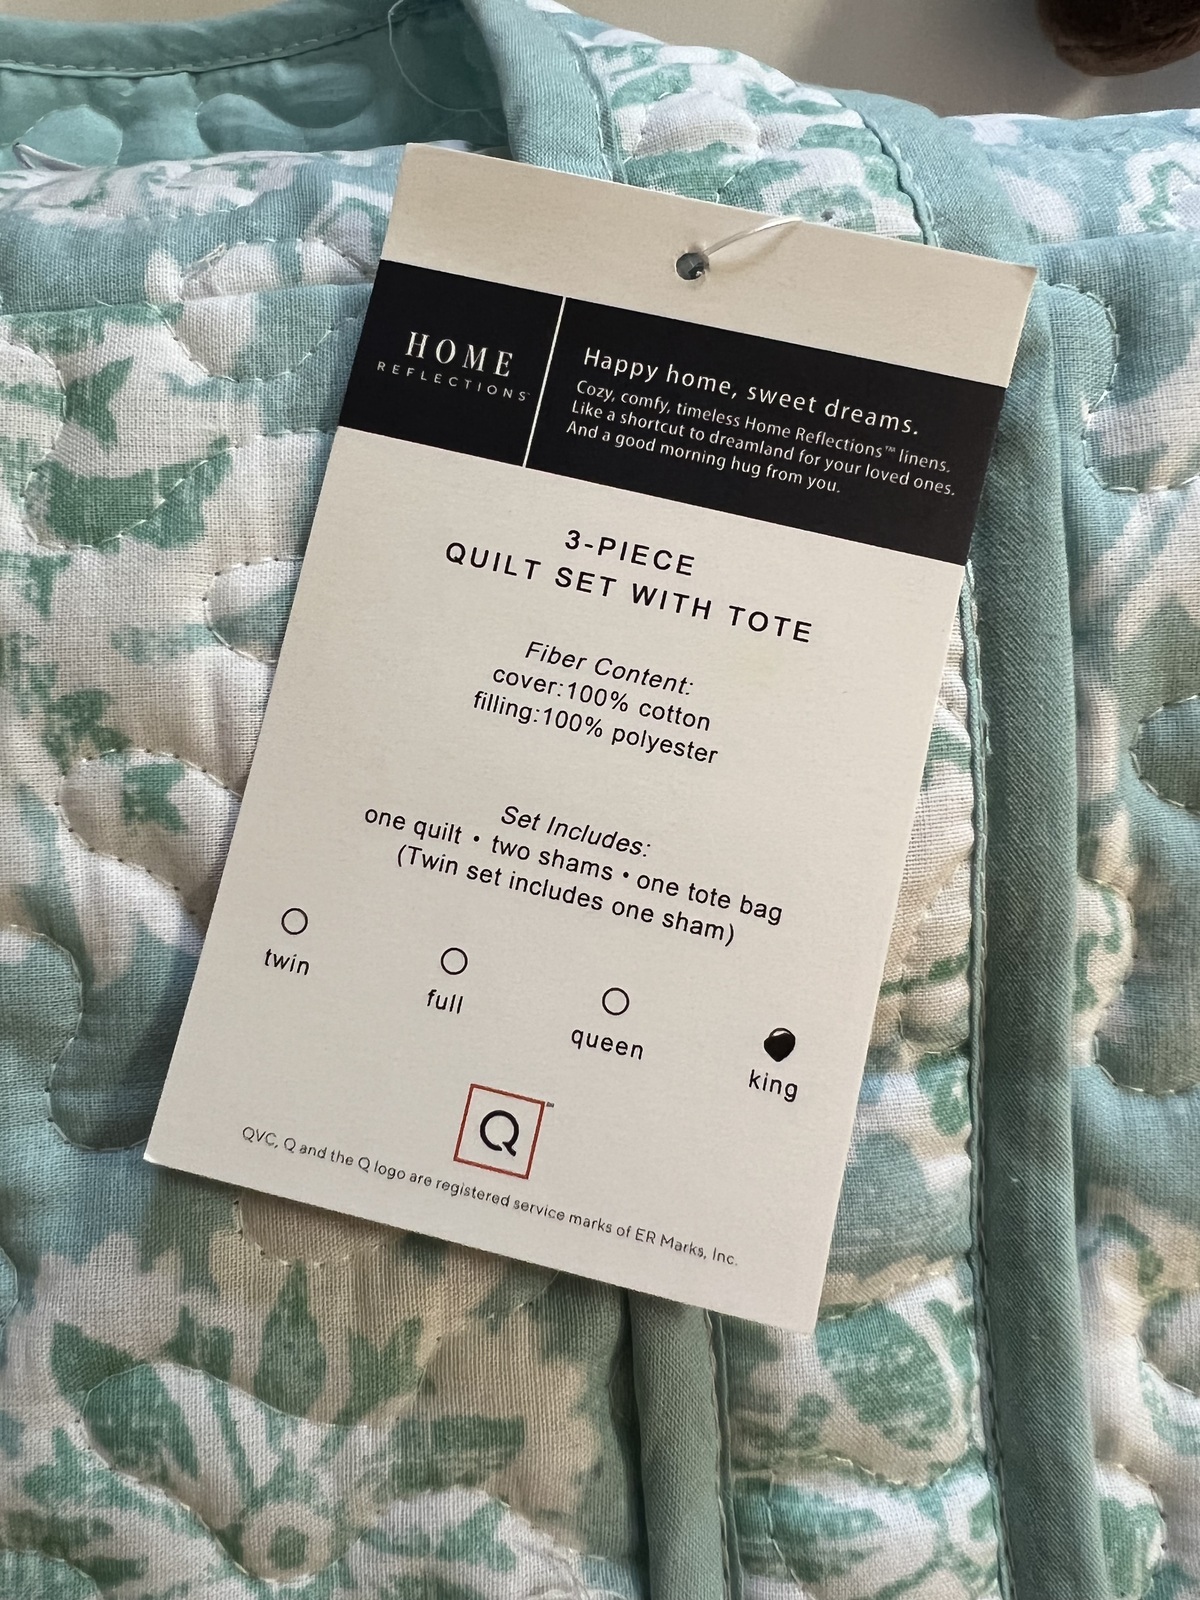 HOME
REFLECTIONS™
Happy home, sweet dreams.
Cozy, comfy, timeless Home Reflections™ linens.
Like a shortcut to dreamland for your loved ones.
And a good morning hug from you.
3-PIECE
QUILT SET WITH TOTE
Fiber Content:
cover:100% cotton
filling:100% polyester
Set Includes:
one quilt • two shams • one tote bag
(Twin set includes one sham)
twin
full
queen
king
Q™
QVC, Q and the Q logo are registered service marks of ER Marks, Inc.